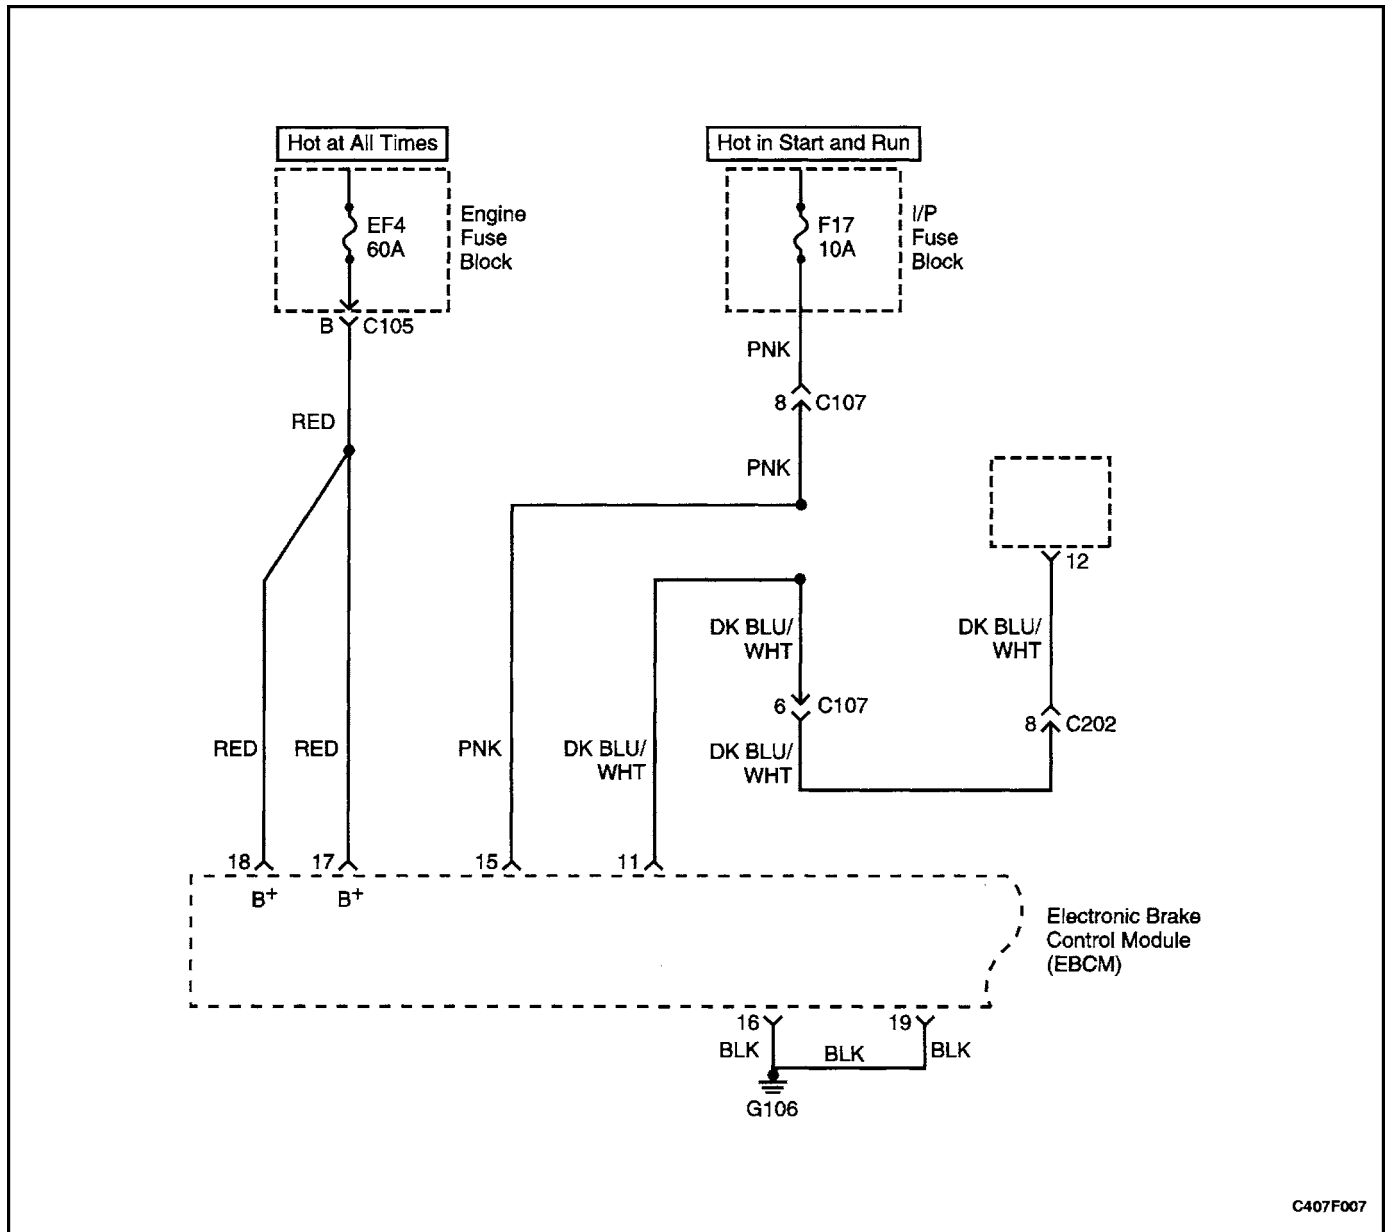 Hot at All Times
Hot in Start and Run
EF4
60A
Engine
Fuse
Block
F17
10A
I/P
Fuse
Block
B
C105
PNK
8
C107
RED
PNK
12
DK BLU/
WHT
DK BLU/
WHT
6
C107
8
C202
RED
RED
PNK
DK BLU/
WHT
DK BLU/
WHT
18
17
15
11
B+
B+
Electronic Brake
Control Module
(EBCM)
16
19
BLK
BLK
BLK
G106
C407F007